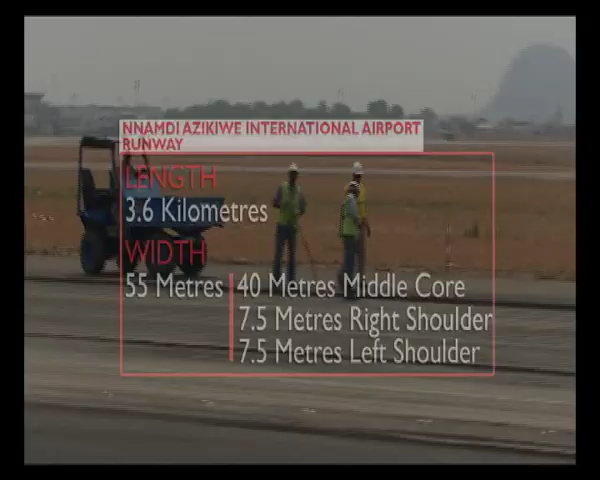 NNAMDI AZIKIWE INTERNATIONAL AIRPORT
RUNWAY
LENGTH
3.6 Kilometres
WIDTH
55 Metres
40 Metres Middle Core
7.5 Metres Right Shoulder
7.5 Metres Left Shoulder